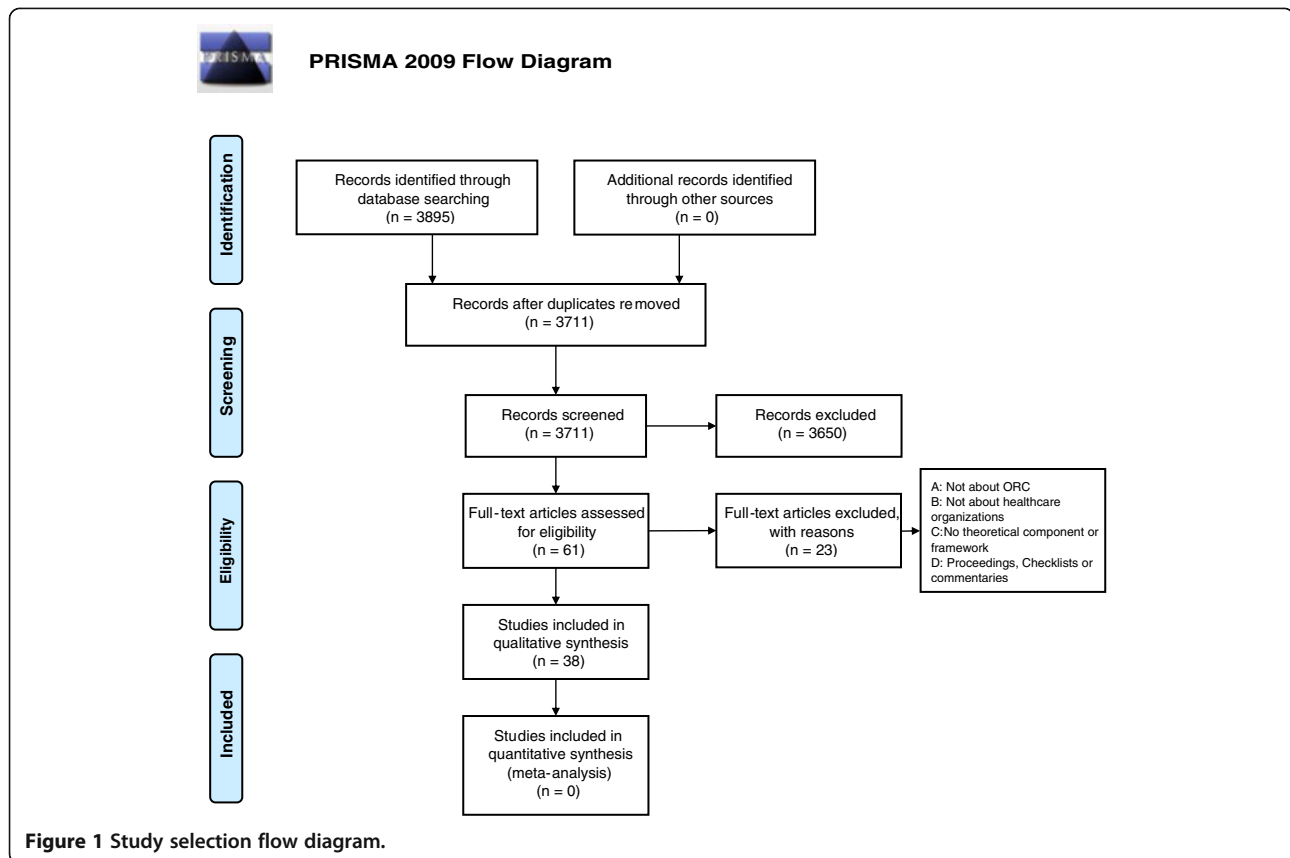 PRISMA
PRISMA 2009 Flow Diagram
Identification
Records identified through
database searching
(n = 3895)
Additional records identified
through other sources
(n = 0)
Records after duplicates removed
(n = 3711)
Screening
Records screened
(n = 3711)
Records excluded
(n = 3650)
Eligibility
Full-text articles assessed
for eligibility
(n = 61)
Full-text articles excluded,
with reasons
(n = 23)
A: Not about ORC
B: Not about healthcare
organizations
C:No theoretical component or
framework
D: Proceedings, Checklists or
commentaries
Studies included in
qualitative synthesis
(n = 38)
Included
Studies included in
quantitative synthesis
(meta-analysis)
(n = 0)
Figure 1 Study selection flow diagram.